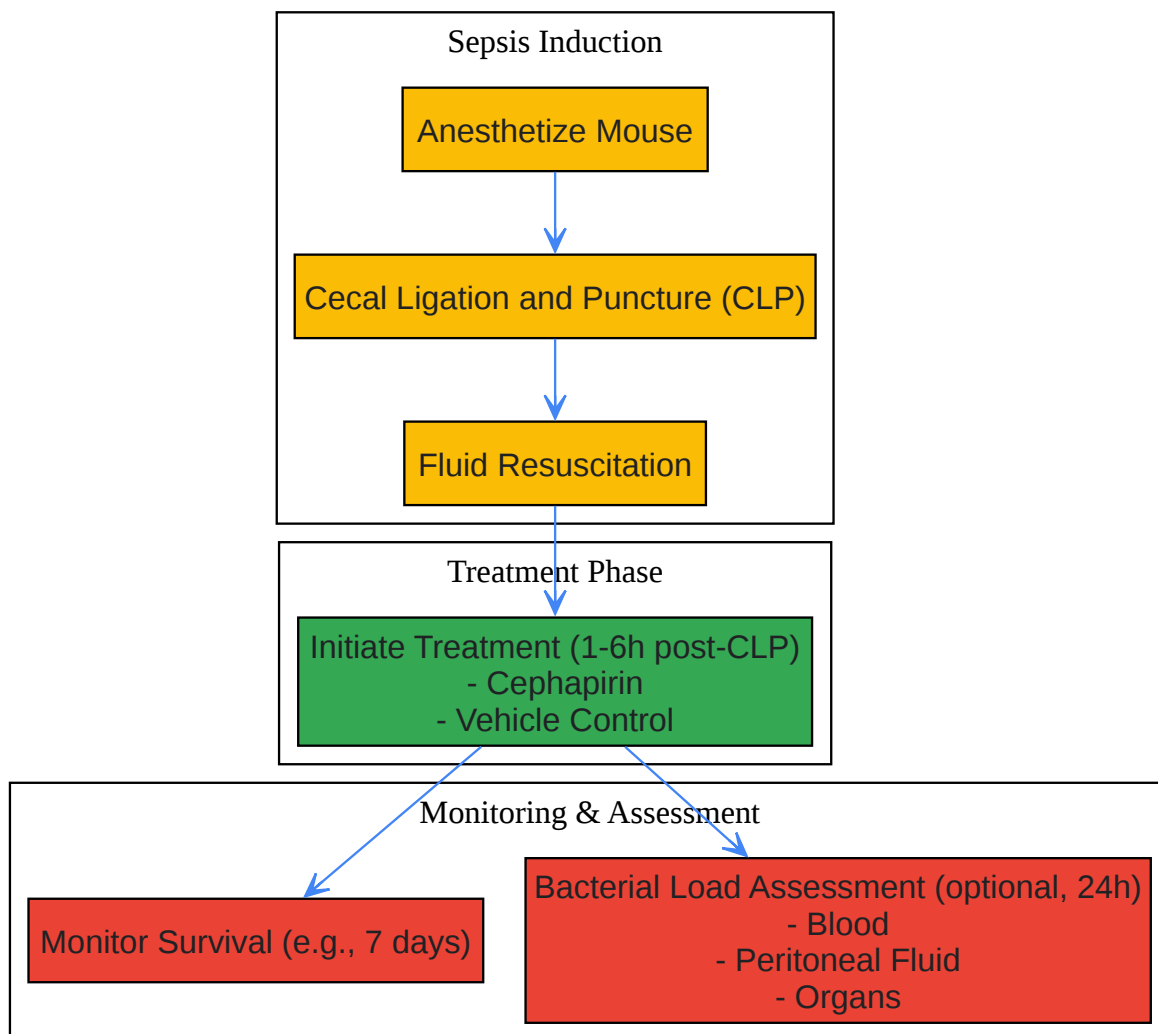 Sepsis Induction
Anesthetize Mouse
Cecal Ligation and Puncture (CLP)
Fluid Resuscitation
Treatment Phase
Initiate Treatment (1-6h post-CLP)
- Cephapirin
- Vehicle Control
Monitoring & Assessment
Monitor Survival (e.g., 7 days)
Bacterial Load Assessment (optional, 24h)
- Blood
- Peritoneal Fluid
- Organs